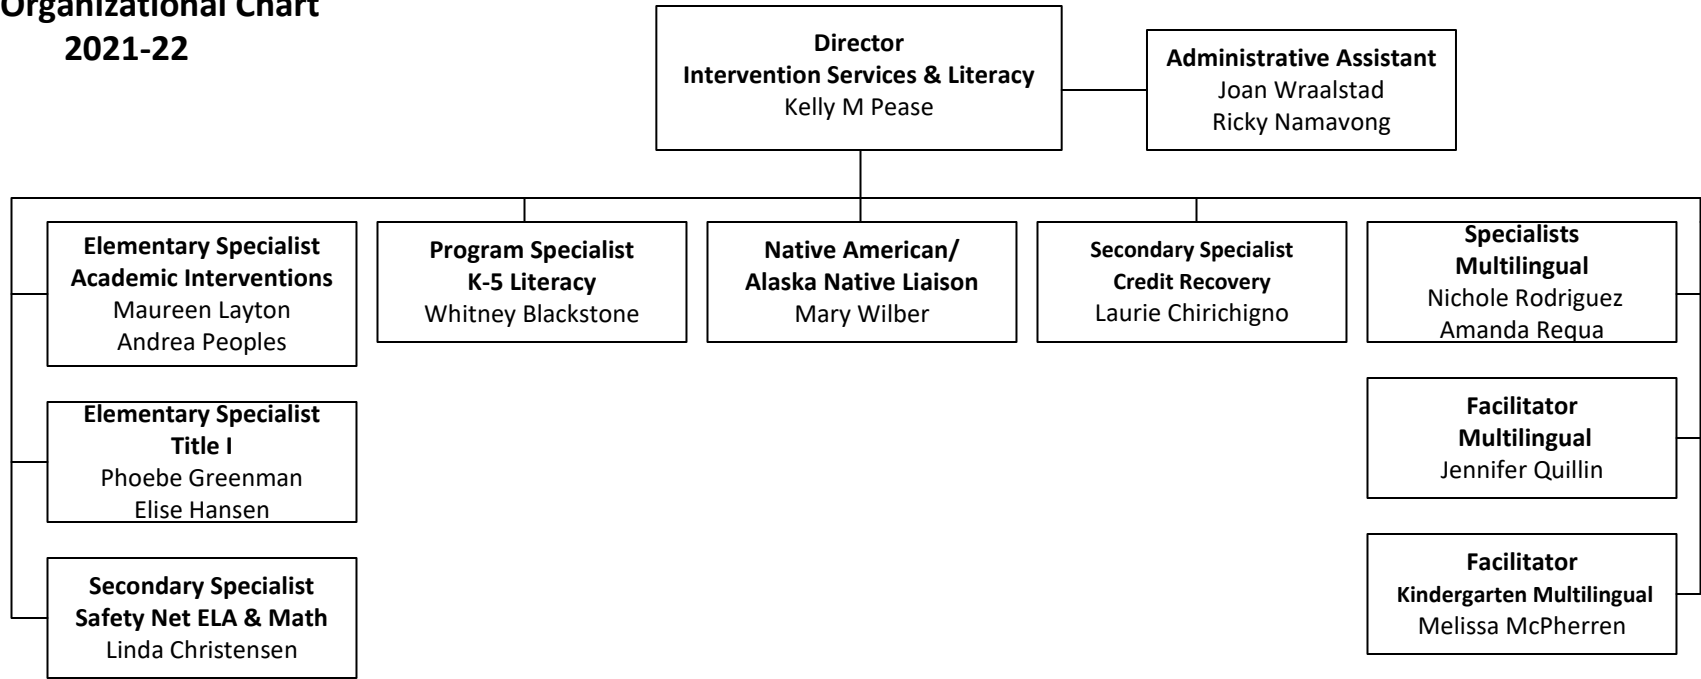 Organizational Chart
2021-22
Director
Intervention Services & Literacy
Kelly M Pease
Administrative Assistant
Joan Wraalstad
Ricky Namavong
Elementary Specialist
Academic Interventions
Maureen Layton
Andrea Peoples
Program Specialist
K-5 Literacy
Whitney Blackstone
Native American/
Alaska Native Liaison
Mary Wilber
Secondary Specialist
Credit Recovery
Laurie Chirichigno
Specialists
Multilingual
Nichole Rodriguez
Amanda Requa
Elementary Specialist
Title I
Phoebe Greenman
Elise Hansen
Facilitator
Multilingual
Jennifer Quillin
Secondary Specialist
Safety Net ELA & Math
Linda Christensen
Facilitator
Kindergarten Multilingual
Melissa McPherren